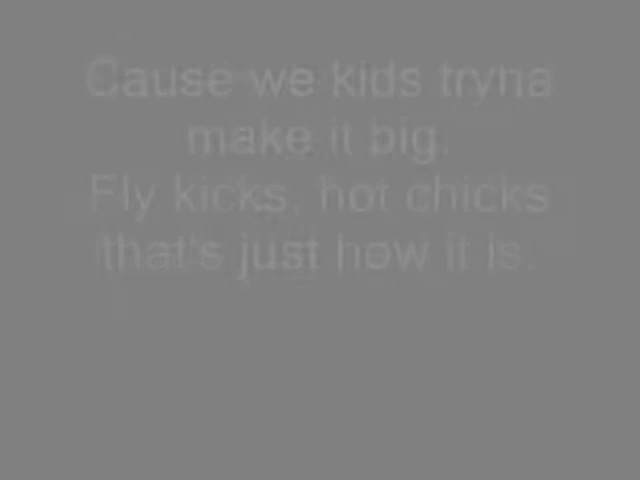 Cause we kids tryna
make it big.
Fly kicks, hot chicks
that's just how it is.